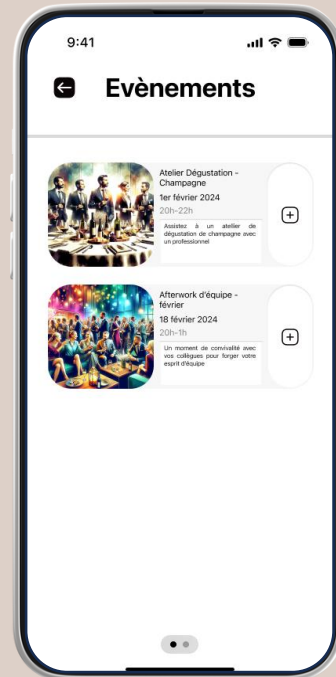 9:41
Evènements
Atelier Dégustation -
Champagne
1er février 2024
20h-22h
Assistez à un atelier de
dégustation de champagne avec
un professionnel
Afterwork d'équipe -
février
18 février 2024
20h-1h
Un moment de convivalité avec
vos collègues pour forger votre
esprit d'équipe